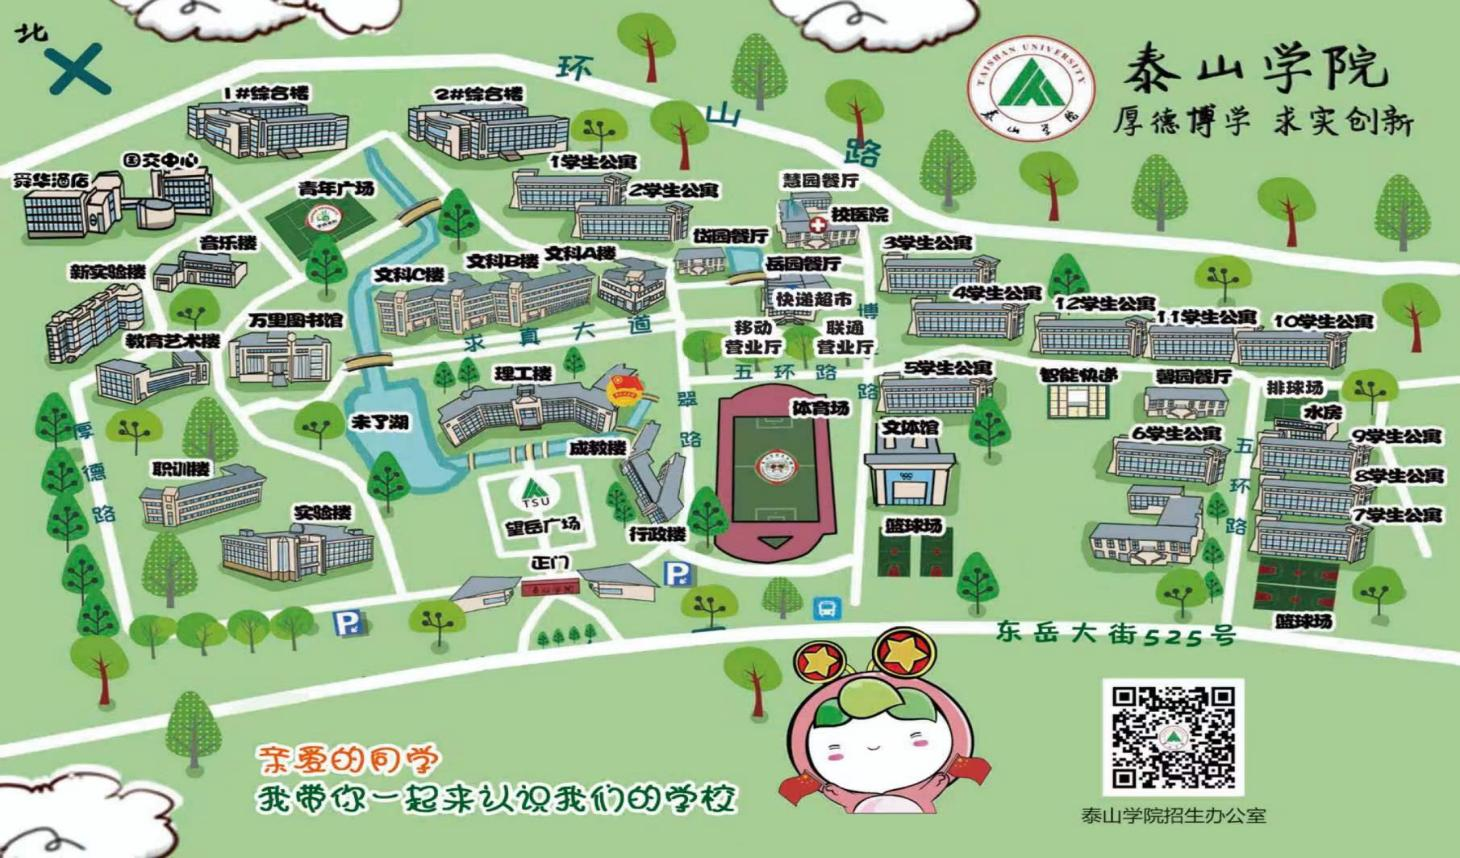 北
泰山学院
厚德博学 求实创新
TAISHAN UNIVERSITY
泰山学院
环山路
1#综合楼
2#综合楼
国交中心
舜华酒店
青年广场
1学生公寓
2学生公寓
慧园餐厅
校医院
岱园餐厅
岳园餐厅
快递超市
音乐楼
新实验楼
文科C楼
文科B楼
文科A楼
3学生公寓
4学生公寓
12学生公寓
11学生公寓
10学生公寓
万里图书馆
教育艺术楼
求真大道
移动
营业厅
联通
营业厅
博
路
五环路
理工楼
翠
路
体育场
5学生公寓
智能快递
馨园餐厅
排球场
水房
未了湖
成教楼
文体馆
6学生公寓
9学生公寓
8学生公寓
7学生公寓
五
环
路
厚
德
路
职训楼
实验楼
TSU
望岳广场
行政楼
篮球场
正门
P
P
篮球场
东岳大街525号
亲爱的同学
我带你一起来认识我们的学校
泰山学院招生办公室